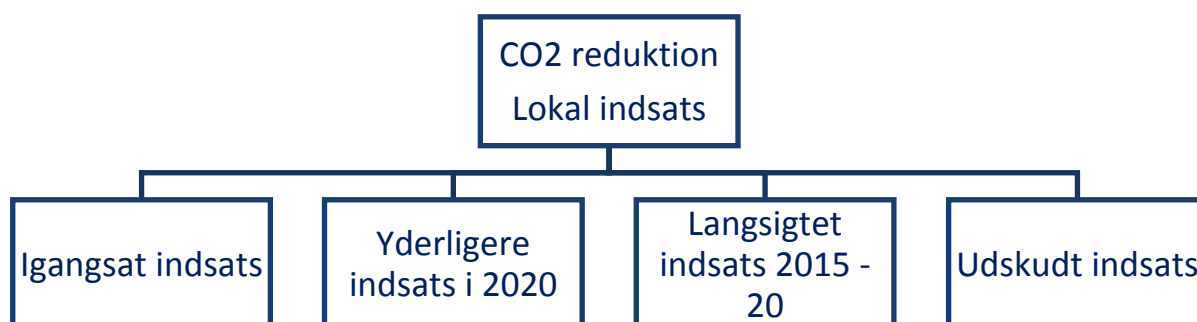 CO2 reduktion
Lokal indsats
Igangsat indsats
Yderligere
indsats i 2020
Langsigtet
indsats 2015 -
20
Udskudt indsats